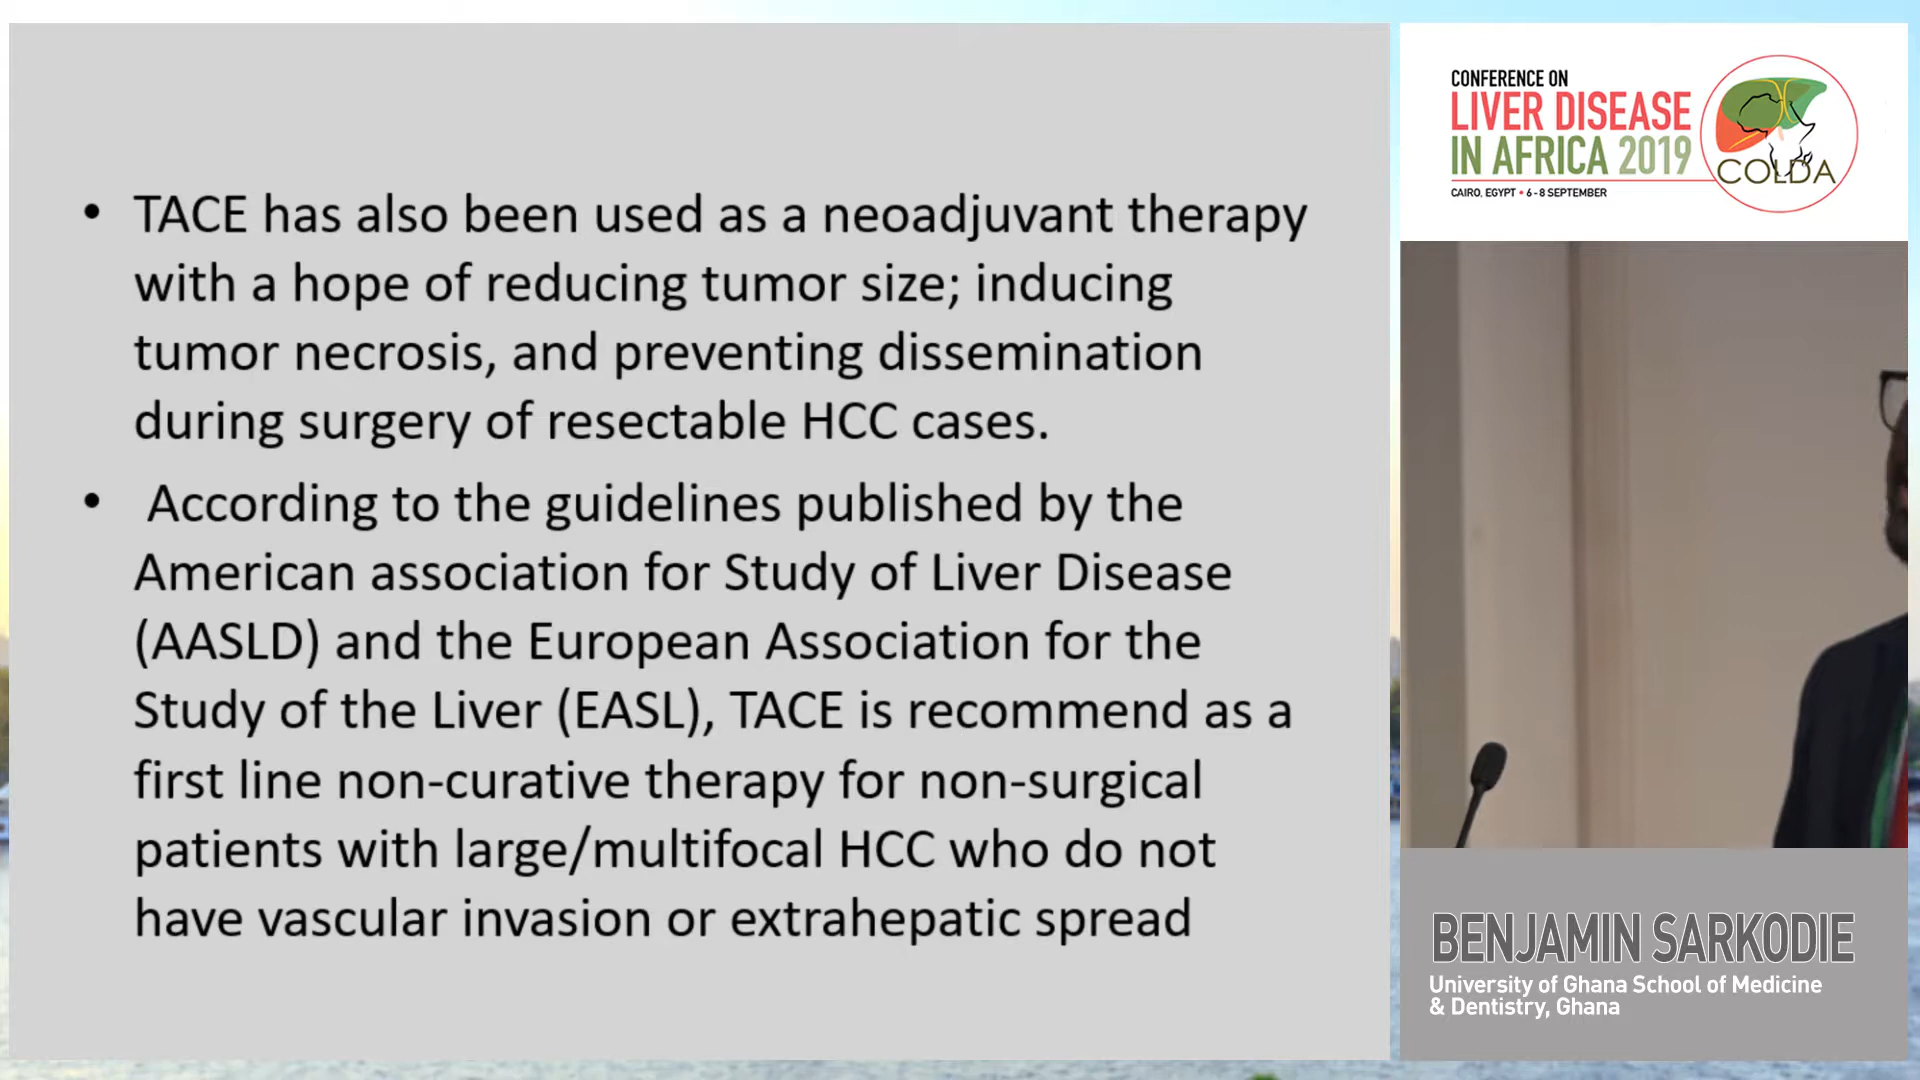 • TACE has also been used as a neoadjuvant therapy
with a hope of reducing tumor size; inducing
tumor necrosis, and preventing dissemination
during surgery of resectable HCC cases.
• According to the guidelines published by the
American association for Study of Liver Disease
(AASLD) and the European Association for the
Study of the Liver (EASL), TACE is recommend as a
first line non-curative therapy for non-surgical
patients with large/multifocal HCC who do not
have vascular invasion or extrahepatic spread
CONFERENCE ON
LIVER DISEASE
IN AFRICA 2019
CAIRO, EGYPT • 6 - 8 SEPTEMBER
COLDA
BENJAMIN SARKODIE
University of Ghana School of Medicine
& Dentistry, Ghana